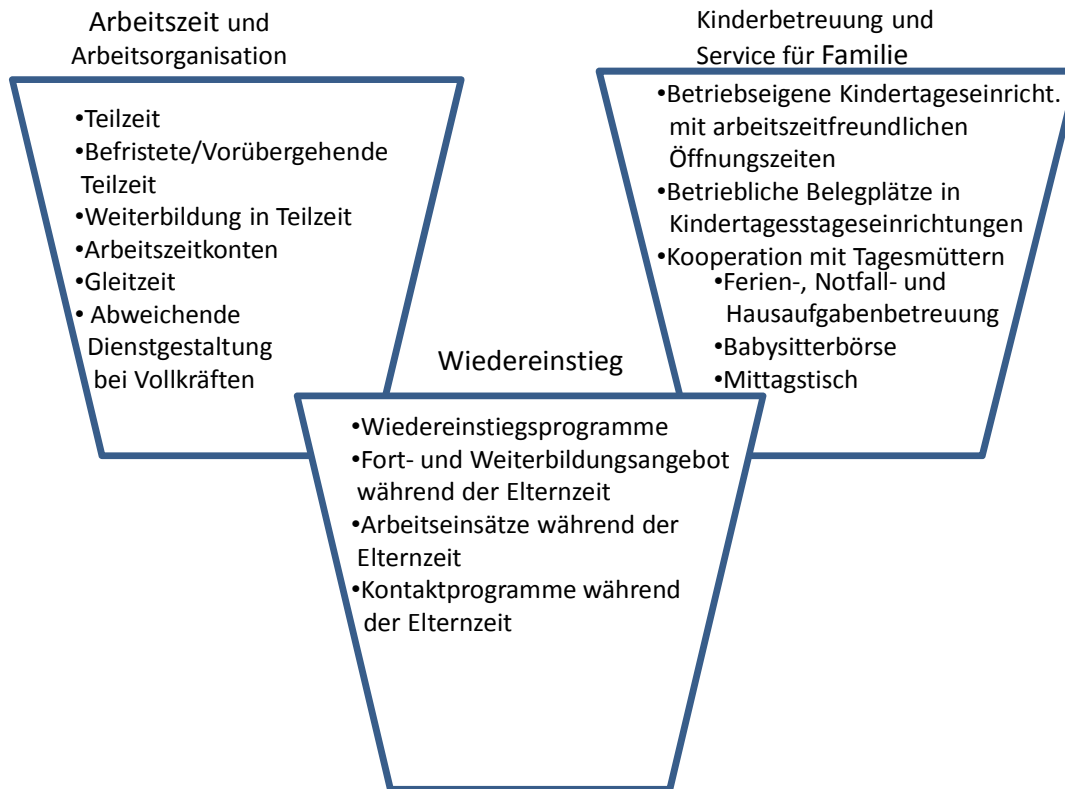 Arbeitszeit und
Arbeitsorganisation
•Teilzeit
•Befristete/Vorübergehende
Teilzeit
•Weiterbildung in Teilzeit
•Arbeitszeitkonten
•Gleitzeit
• Abweichende
Dienstgestaltung
bei Vollkräften
Kinderbetreuung und
Service für Familie
•Betriebseigene Kindertageseinricht.
mit arbeitszeitfreundlichen
Öffnungszeiten
•Betriebliche Belegplätze in
Kindertagesstageseinrichtungen
•Kooperation mit Tagesmüttern
•Ferien-, Notfall- und
Hausaufgabenbetreuung
•Babysitterbörse
•Mittagstisch
Wiedereinstieg
•Wiedereinstiegsprogramme
•Fort- und Weiterbildungsangebot
während der Elternzeit
•Arbeitseinsätze während der
Elternzeit
•Kontaktprogramme während
der Elternzeit